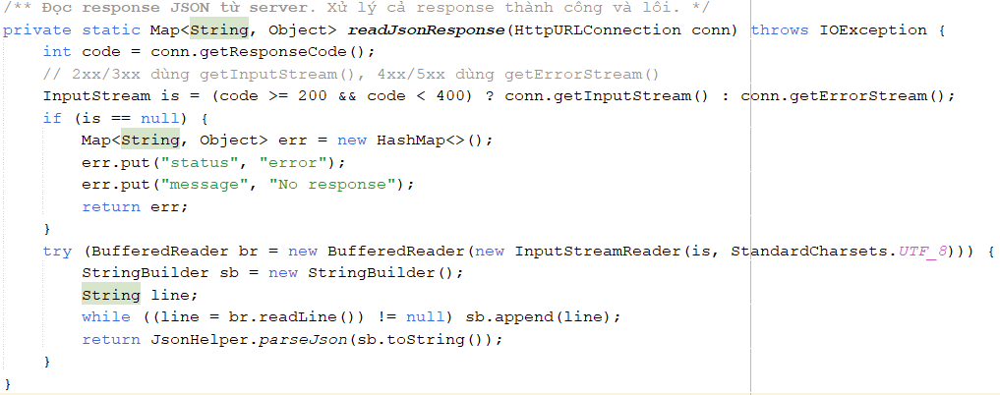 /** Đọc response JSON từ server. Xử lý cả response thành công và lỗi. */
private static Map<String, Object> readJsonResponse(HttpURLConnection conn) throws IOException {
    int code = conn.getResponseCode();
    // 2xx/3xx dùng getInputStream(), 4xx/5xx dùng getErrorStream()
    InputStream is = (code >= 200 && code < 400) ? conn.getInputStream() : conn.getErrorStream();
    if (is == null) {
        Map<String, Object> err = new HashMap<>();
        err.put("status", "error");
        err.put("message", "No response");
        return err;
    }
    try (BufferedReader br = new BufferedReader(new InputStreamReader(is, StandardCharsets.UTF_8))) {
        StringBuilder sb = new StringBuilder();
        String line;
        while ((line = br.readLine()) != null) sb.append(line);
        return JsonHelper.parseJson(sb.toString());
    }
}